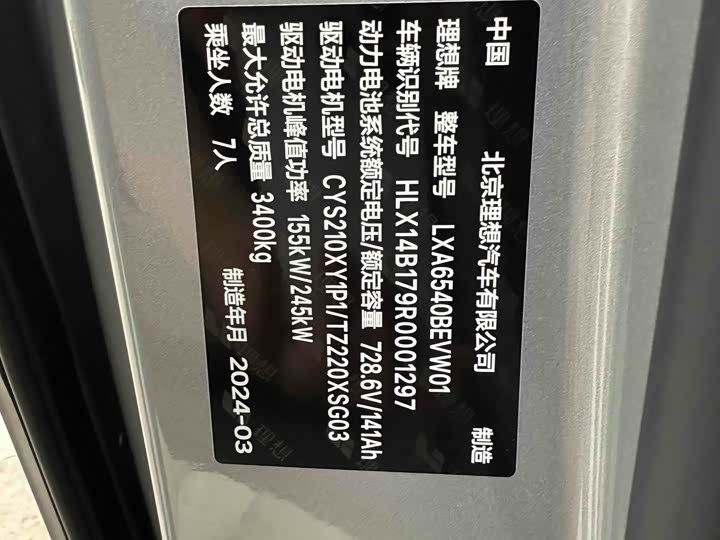 中国 北京理想汽车有限公司 制造
理想牌 整车型号 LXA6540BEVW01
车辆识别代号 HLX14B179R0001297
动力电池系统额定电压/额定容量 728.6V/141Ah
驱动电机型号 CYS210XY1P1/TZ220XSG03
驱动电机峰值功率 155kW/245kW
最大允许总质量 3400kg
乘坐人数 7人 制造年月 2024-03